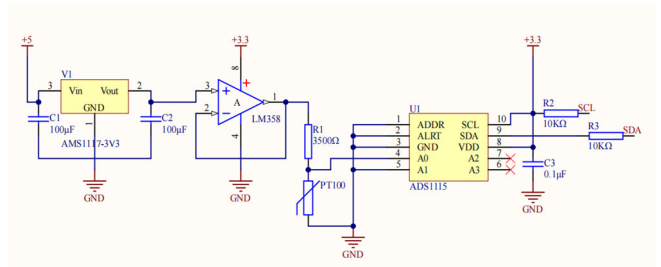 +5
V1
3
Vin
Vout
2
GND
1
C1
100μF
C2
100μF
AMS1117-3V3
GND
+3.3
8
3
2
A
1
4
LM358
GND
R1
3500Ω
PT100
GND
U1
1 ADDR SCL 10
2 ALRT SDA 9
3 GND VDD 8
4 A0 A2 7
5 A1 A3 6
ADS1115
+3.3
R2
SCL
10KΩ
R3
SDA
10KΩ
C3
0.1μF
GND